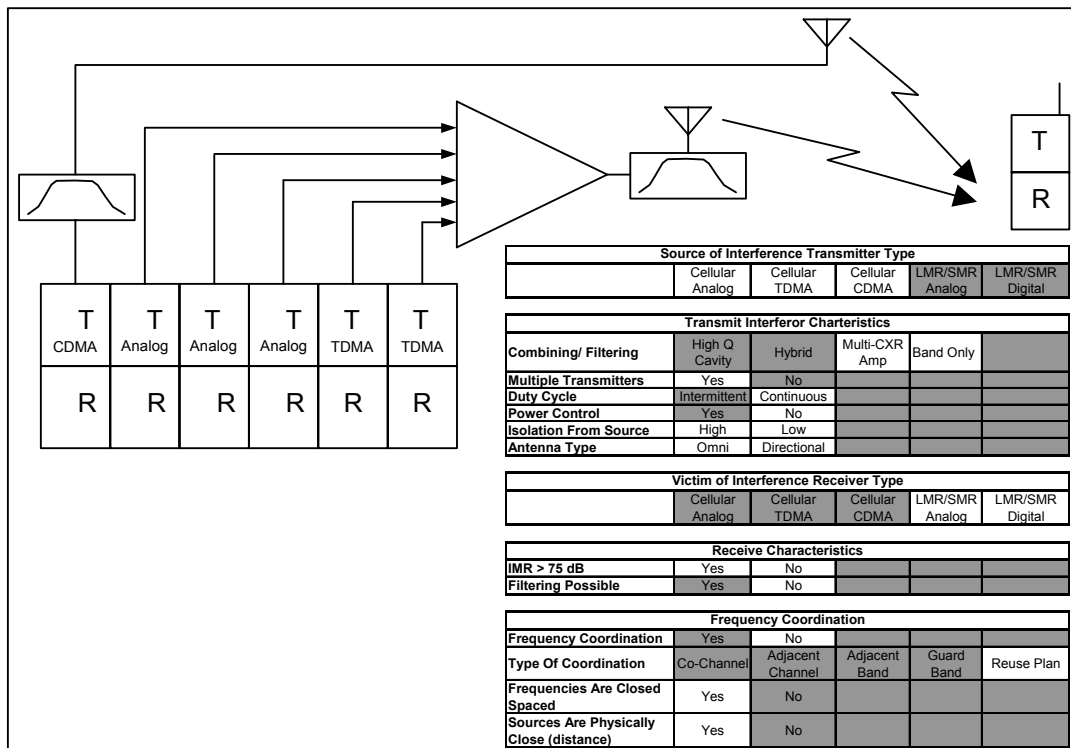 T
R
T
CDMA
T
Analog
T
Analog
T
Analog
T
TDMA
T
TDMA
R
R
R
R
R
R
Source of Interference Transmitter Type
Cellular Analog Cellular TDMA Cellular CDMA LMR/SMR Analog LMR/SMR Digital
Transmit Interferor Charteristics
Combining/ Filtering High Q Cavity Hybrid Multi-CXR Amp Band Only
Multiple Transmitters Yes No
Duty Cycle Intermittent Continuous
Power Control Yes No
Isolation From Source High Low
Antenna Type Omni Directional
Victim of Interference Receiver Type
Cellular Analog Cellular TDMA Cellular CDMA LMR/SMR Analog LMR/SMR Digital
Receive Characteristics
IMR > 75 dB Yes No
Filtering Possible Yes No
Frequency Coordination
Frequency Coordination Yes No
Type Of Coordination Co-Channel Adjacent Channel Adjacent Band Guard Band Reuse Plan
Frequencies Are Closed Spaced Yes No
Sources Are Physically Close (distance) Yes No